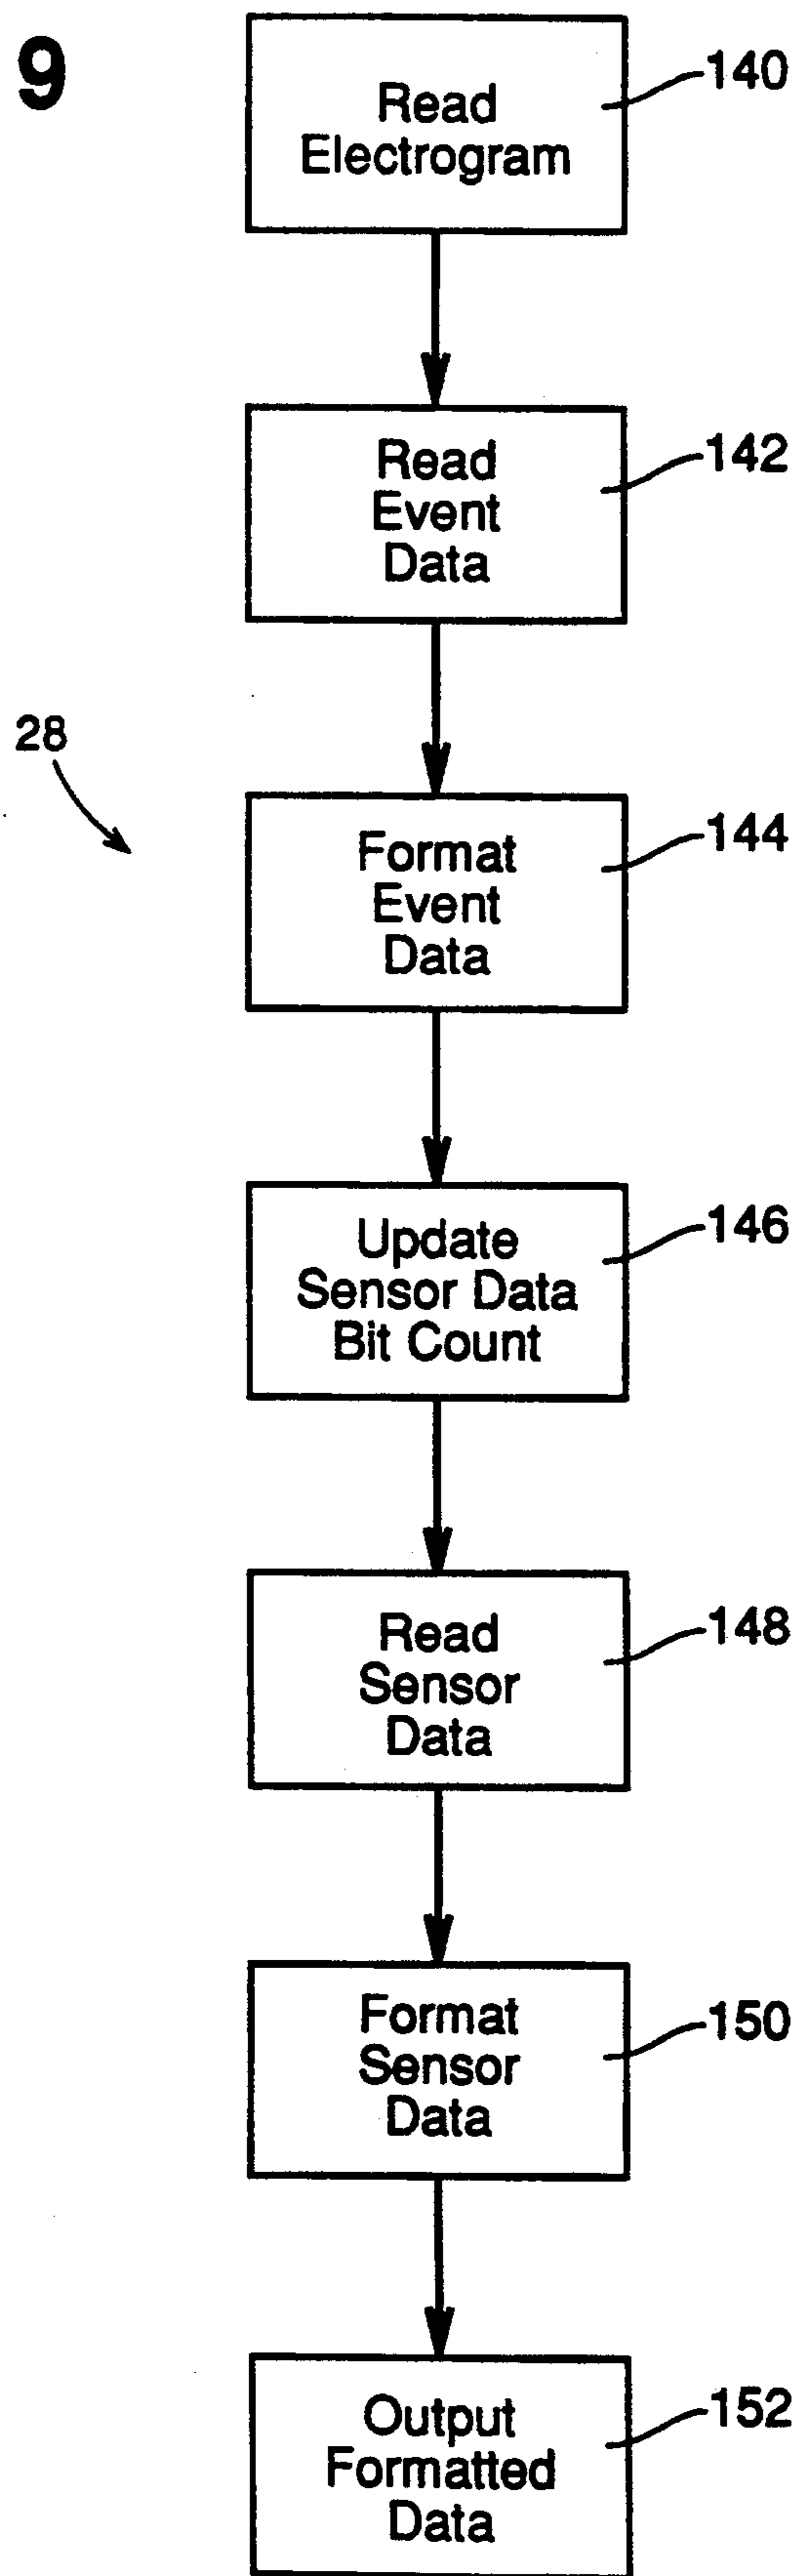 9
Read
Electrogram
140
Read
Event
Data
142
28
Format
Event
Data
144
Update
Sensor Data
Bit Count
146
Read
Sensor
Data
148
Format
Sensor
Data
150
Output
Formatted
Data
152